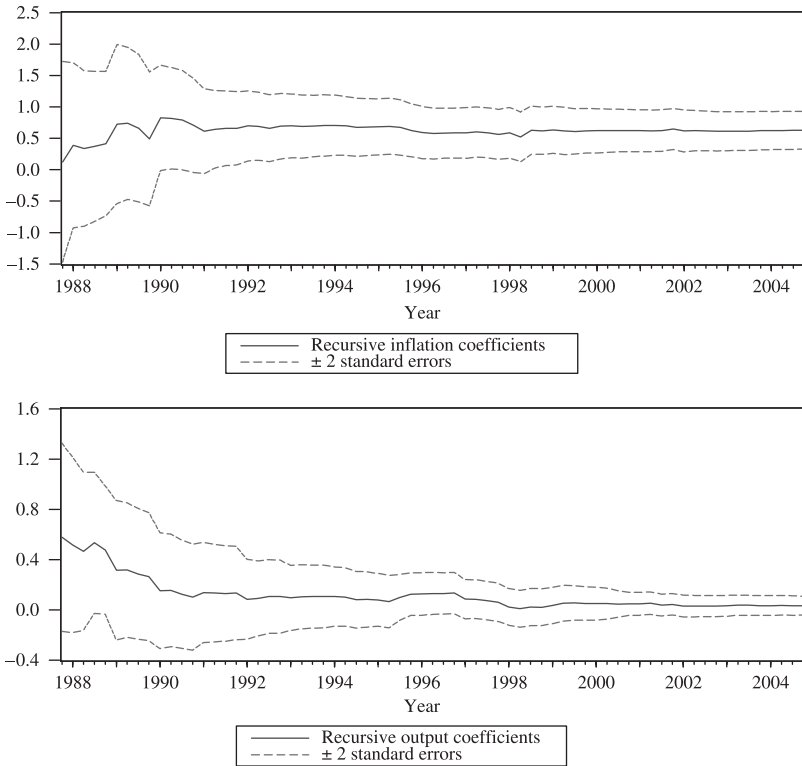 2.5
2.0
1.5
1.0
0.5
0.0
–0.5
–1.0
–1.5
1988 1990 1992 1994 1996 1998 2000 2002 2004
Year
Recursive inflation coefficients
± 2 standard errors
1.6
1.2
0.8
0.4
0.0
–0.4
1988 1990 1992 1994 1996 1998 2000 2002 2004
Year
Recursive output coefficients
± 2 standard errors